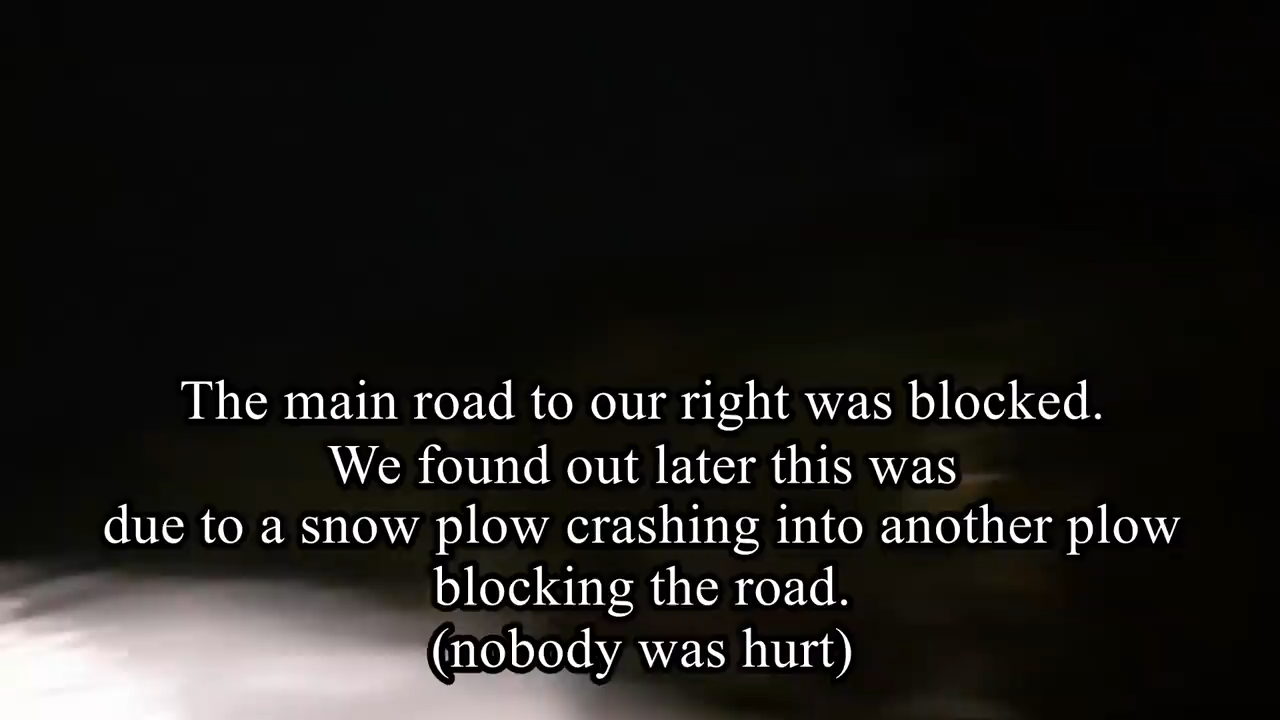 The main road to our right was blocked.
We found out later this was
due to a snow plow crashing into another plow
blocking the road.
(nobody was hurt)